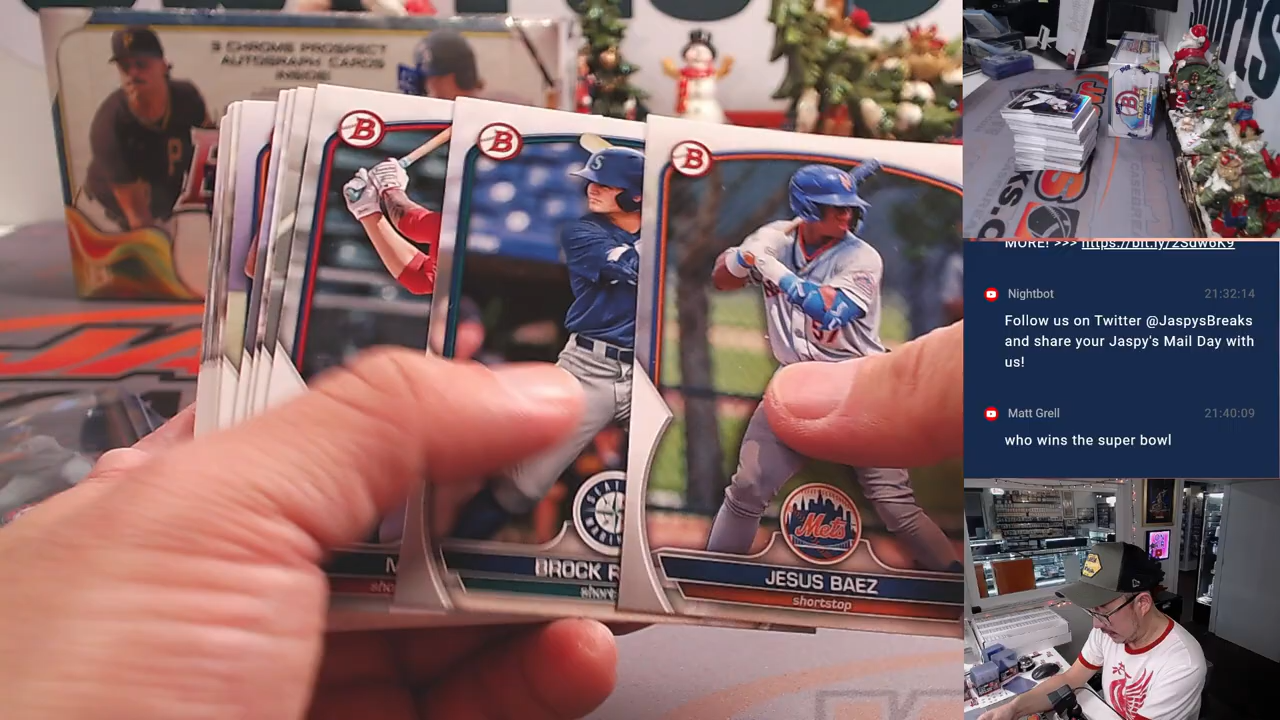 3 CHROME PROSPECT
AUTOGRAPH CARDS
INSIDE!
B
B
B
P
S
57
Mets
BROCK
JESUS BAEZ
shortstop
B
MORE! >>> https://bit.ly/2Sdw6K9
Nightbot 21:32:14
Follow us on Twitter @JaspysBreaks
and share your Jaspy's Mail Day with
us!
Matt Grell 21:40:09
who wins the super bowl